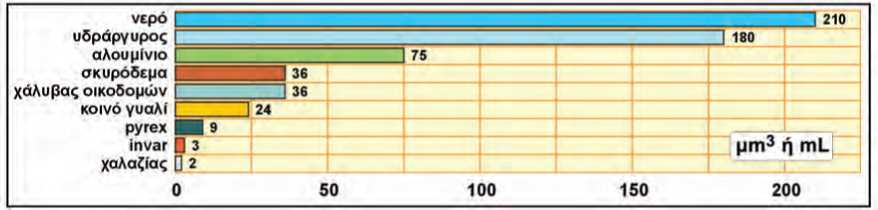 νερό 210
υδράργυρος 180
αλουμίνιο 75
σκυρόδεμα 36
χάλυβας οικοδομών 36
κοινό γυαλί 24
pyrex 9
invar 3
χαλαζίας 2
μm³ ή mL
0 50 100 150 200